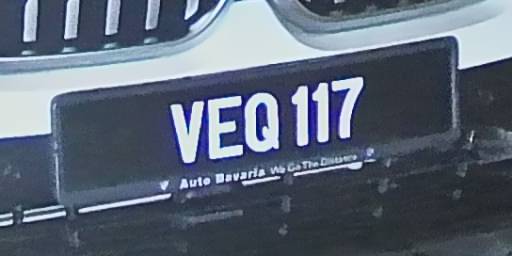 VEQ 117
Auto Bavaria We Go The Distance